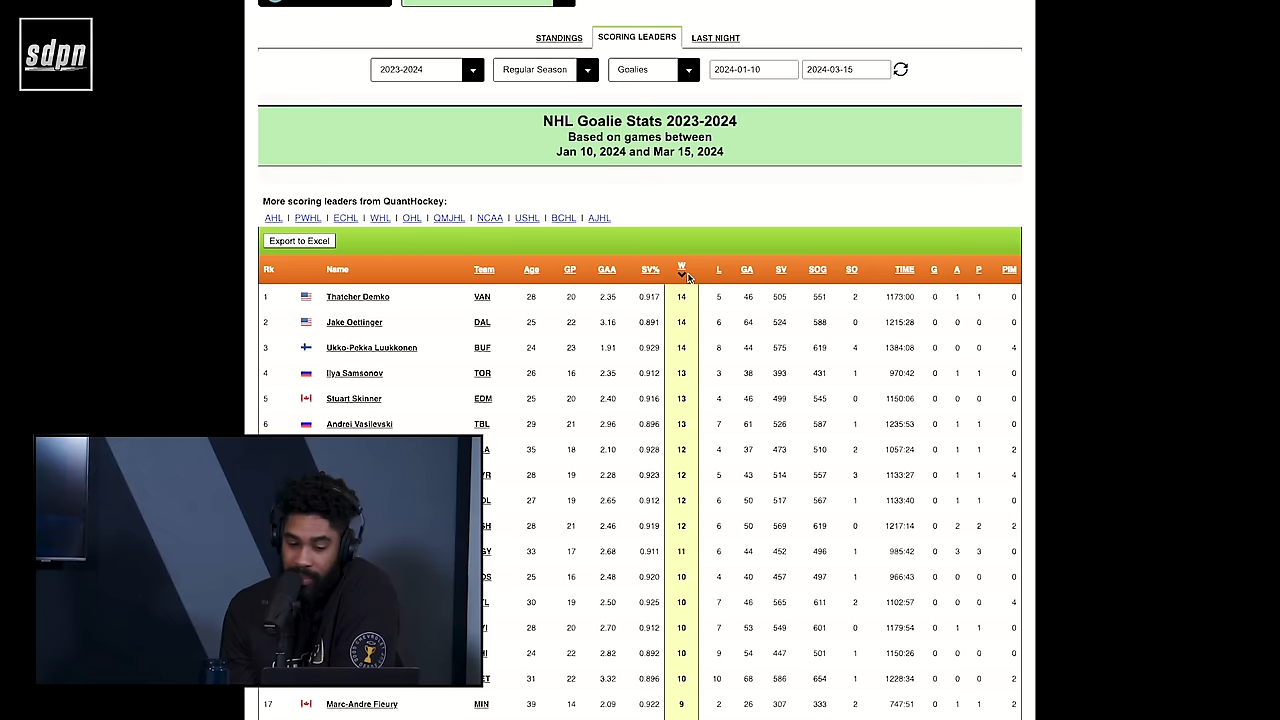 sdpn
STANDINGS SCORING LEADERS LAST NIGHT
2023-2024 Regular Season Goalies 2024-01-10 2024-03-15
NHL Goalie Stats 2023-2024
Based on games between
Jan 10, 2024 and Mar 15, 2024
More scoring leaders from QuantHockey:
AHL | PWHL | ECHL | WHL | OHL | QMJHL | NCAA | USHL | BCHL | AJHL
Export to Excel
Rk Name Team Age GP GAA SV% W L GA SV SOG SO TIME G A P PIM
1 Thatcher Demko VAN 28 20 2.35 0.917 14 5 46 505 551 2 1173:00 0 1 1 0
2 Jake Oettinger DAL 25 22 3.16 0.891 14 6 64 524 588 0 1215:28 0 0 0 0
3 Ukko-Pekka Luukkonen BUF 24 23 1.91 0.929 14 8 44 575 619 4 1384:08 0 0 0 4
4 Ilya Samsonov TOR 26 16 2.35 0.912 13 3 38 393 431 1 970:42 0 1 1 0
5 Stuart Skinner EDM 25 20 2.40 0.916 13 4 46 499 545 0 1150:06 0 1 1 0
6 Andrei Vasilevski TBL 29 21 2.96 0.896 13 7 61 526 587 1 1235:53 0 1 1 0
LA 35 18 2.10 0.928 12 4 37 473 510 2 1057:24 0 1 1 2
YR 28 19 2.28 0.923 12 5 43 514 557 3 1133:27 0 1 1 4
OL 27 19 2.65 0.912 12 6 50 517 567 1 1133:40 0 1 1 0
SH 28 21 2.46 0.919 12 6 50 569 619 0 1217:14 0 2 2 2
GY 33 17 2.68 0.911 11 6 44 452 496 1 985:42 0 3 3 0
OS 25 16 2.48 0.920 10 4 40 457 497 1 966:43 0 0 0 0
TL 30 19 2.50 0.925 10 7 46 565 611 2 1102:57 0 0 0 4
YI 28 20 2.70 0.912 10 7 53 549 601 0 1179:54 0 1 1 0
HI 24 22 2.82 0.892 10 9 54 447 501 1 1150:26 0 0 0 0
ET 31 22 3.32 0.896 10 10 68 586 654 1 1228:34 0 0 0 2
17 Marc-Andre Fleury MIN 39 14 2.09 0.922 9 2 26 307 333 2 747:51 0 1 1 2